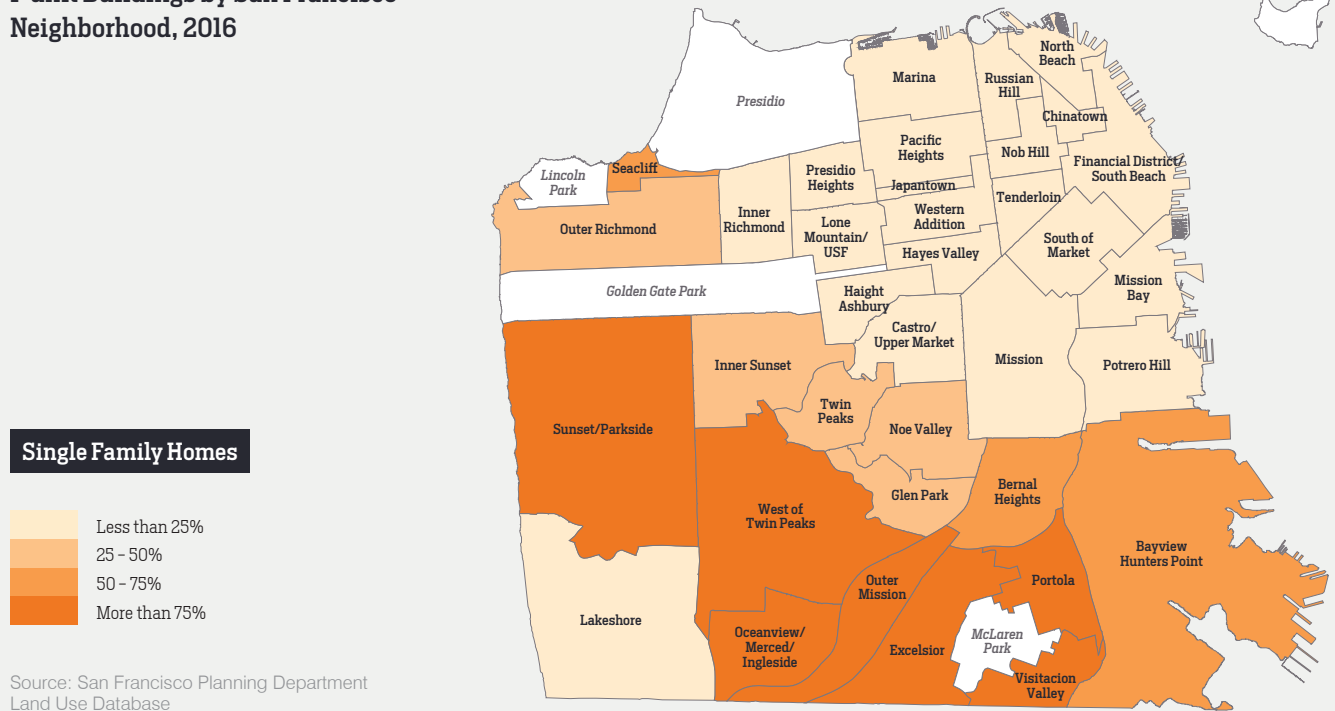 Neighborhood, 2016
North
Beach
Marina
Russian
Hill
Presidio
Chinatown
Pacific
Heights
Nob Hill
Financial District/
South Beach
Seacliff
Lincoln
Park
Presidio
Heights
Japantown
Tenderloin
Inner
Richmond
Western
Addition
Outer Richmond
Lone
Mountain/
USF
South of
Market
Hayes Valley
Mission
Bay
Golden Gate Park
Haight
Ashbury
Castro/
Upper Market
Mission
Potrero Hill
Inner Sunset
Twin
Peaks
Sunset/Parkside
Noe Valley
Single Family Homes
Glen Park
Bernal
Heights
West of
Twin Peaks
Less than 25%
25 – 50%
50 – 75%
More than 75%
Bayview
Hunters Point
Outer
Mission
Portola
Lakeshore
Oceanview/
Merced/
Ingleside
Excelsior
McLaren
Park
Visitacion
Valley
Source: San Francisco Planning Department
Land Use Database